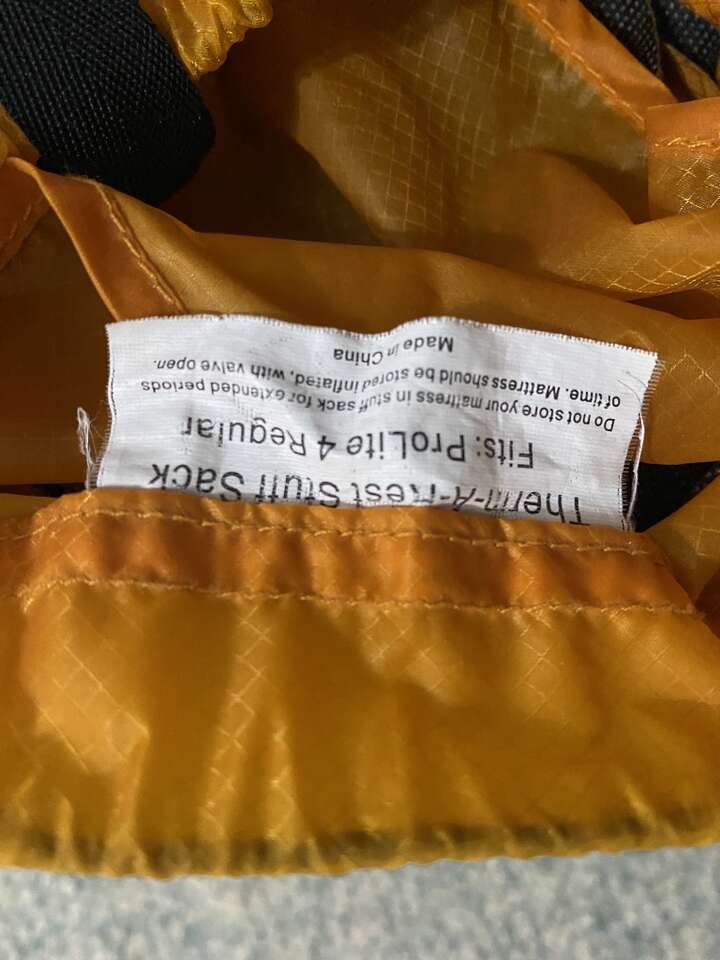 Therm-A-Rest Stuff Sack
Fits: ProLite 4 Regular
Do not store your mattress in stuff sack for extended periods
of time. Mattress should be stored inflated, with valve open.
Made in China